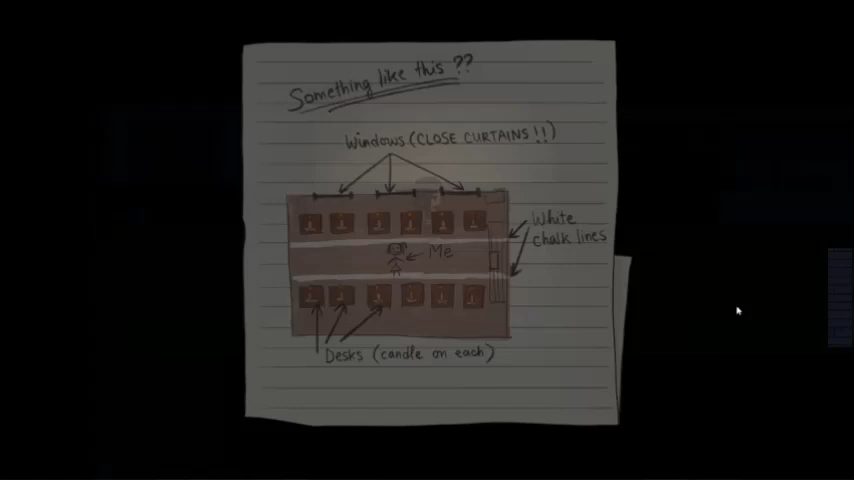 Something like this ??
Windows (CLOSE CURTAINS !!)
White
chalk lines
Me
Desks (candle on each)